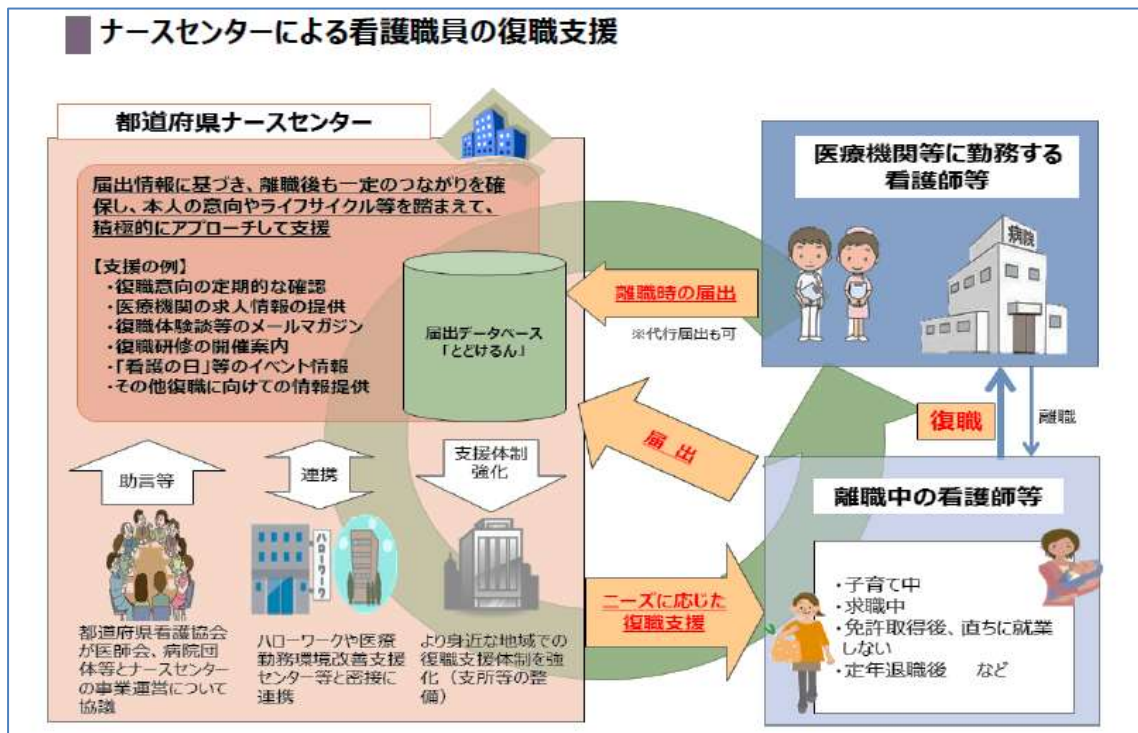 ナースセンターによる看護職員の復職支援
都道府県ナースセンター
届出情報に基づき、離職後も一定のつながりを確
保し、本人の意向やライフサイクル等を踏まえて、
積極的にアプローチして支援
【支援の例】
・復職意向の定期的な確認
・医療機関の求人情報の提供
・復職体験談等のメールマガジン
・復職研修の開催案内
・「看護の日」等のイベント情報
・その他復職に向けての情報提供
届出データベース
「とどけるん」
助言等
連携
支援体制
強化
ハローワーク
都道府県看護協会
が医師会、病院団
体等とナースセンター
の事業運営について
協議
ハローワークや医療
勤務環境改善支援
センター等と密接に
連携
より身近な地域での
復職支援体制を強
化（支所等の整
備）
離職時の届出
※代行届出も可
届 出
ニーズに応じた
復職支援
医療機関等に勤務する
看護師等
病院
復職
離職
離職中の看護師等
・子育て中
・求職中
・免許取得後、直ちに就業
しない
・定年退職後 など